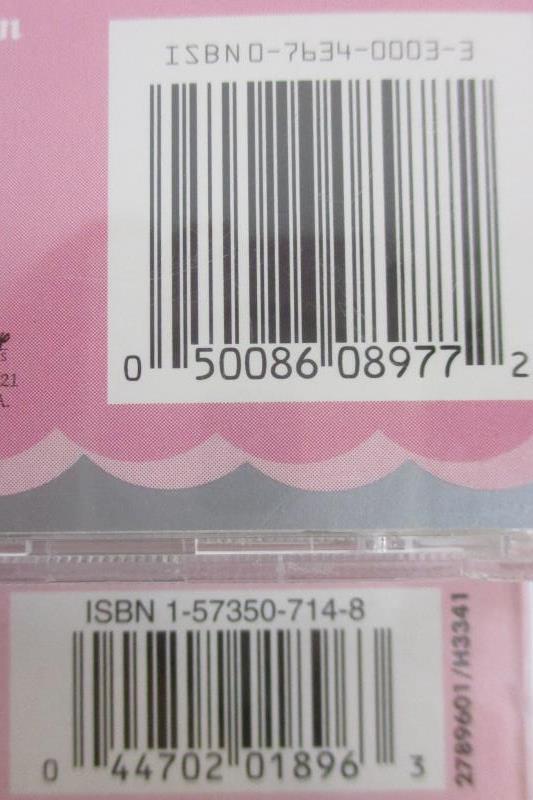 ISBN 0-7634-0003-3
S
21
A.
0 50086 08977 2
ISBN 1-57350-714-8
2789601/H3341
0 44702 01896 3